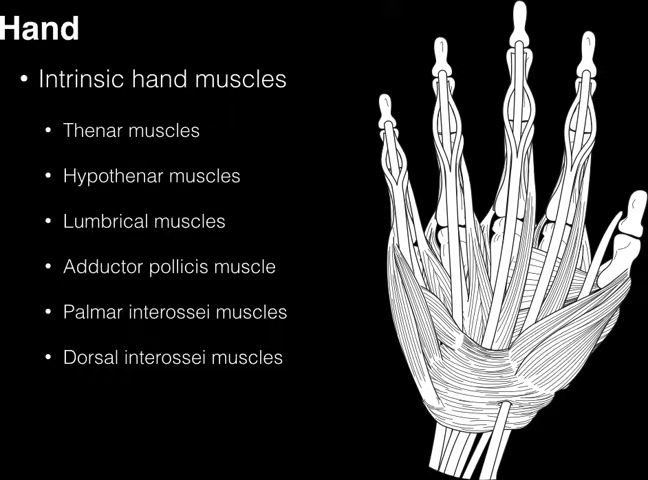 Hand
• Intrinsic hand muscles
• Thenar muscles
• Hypothenar muscles
• Lumbrical muscles
• Adductor pollicis muscle
• Palmar interossei muscles
• Dorsal interossei muscles